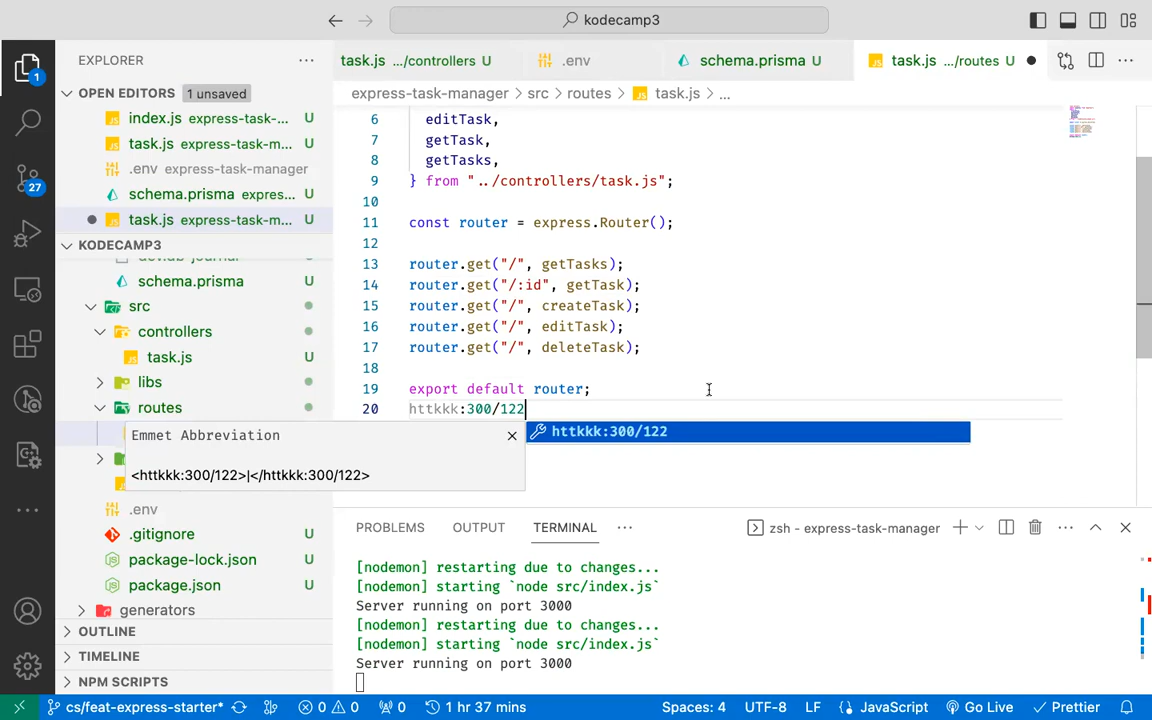 kodecamp3
EXPLORER
OPEN EDITORS 1 unsaved
index.js express-task-... U
task.js express-task-m... U
.env express-task-manager
schema.prisma expres... U
task.js express-task-m... U
KODECAMP3
schema.prisma U
src
controllers
task.js U
libs
routes
.env
.gitignore U
package-lock.json U
package.json U
generators
OUTLINE
TIMELINE
NPM SCRIPTS
task.js .../controllers U
.env
schema.prisma U
task.js .../routes U
express-task-manager > src > routes > task.js > ...
6 editTask,
7 getTask,
8 getTasks,
9 } from "../controllers/task.js";
10
11 const router = express.Router();
12
13 router.get("/", getTasks);
14 router.get("/:id", getTask);
15 router.get("/", createTask);
16 router.get("/", editTask);
17 router.get("/", deleteTask);
18
19 export default router;
20 httkkk:300/122
httkkk:300/122
Emmet Abbreviation
<httkkk:300/122>|</httkkk:300/122>
PROBLEMS OUTPUT TERMINAL ... zsh - express-task-manager
[nodemon] restarting due to changes...
[nodemon] starting `node src/index.js`
Server running on port 3000
[nodemon] restarting due to changes...
[nodemon] starting `node src/index.js`
Server running on port 3000
1
27
cs/feat-express-starter* 0 0 0 1 hr 37 mins Spaces: 4 UTF-8 LF JavaScript Go Live Prettier